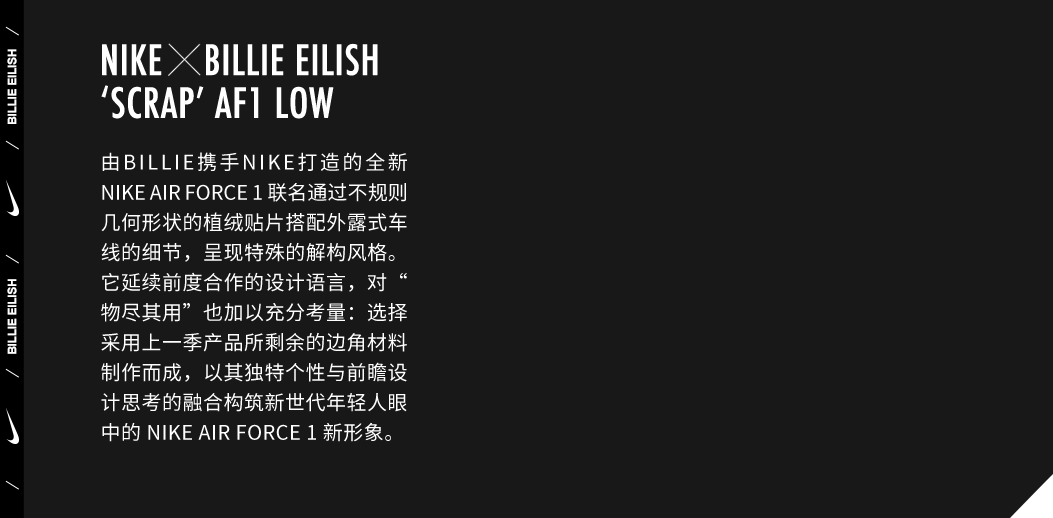 NIKE × BILLIE EILISH
‘SCRAP’ AF1 LOW
由BILLIE携手NIKE打造的全新
NIKE AIR FORCE 1 联名通过不规则
几何形状的植绒贴片搭配外露式车
线的细节，呈现特殊的解构风格。
它延续前度合作的设计语言，对“
物尽其用”也加以充分考量：选择
采用上一季产品所剩余的边角材料
制作而成，以其独特个性与前瞻设
计思考的融合构筑新世代年轻人眼
中的 NIKE AIR FORCE 1 新形象。
BILLIE EILISH
BILLIE EILISH